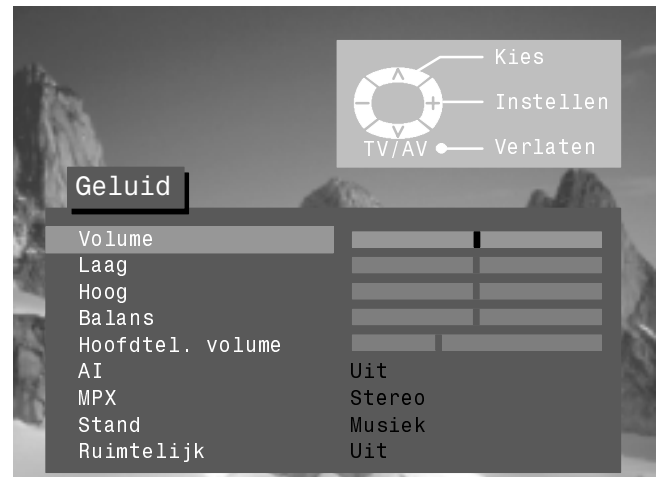 Kies
Instellen
TV/AV Verlaten
Geluid
Volume
Laag
Hoog
Balans
Hoofdtel. volume
AI Uit
MPX Stereo
Stand Musiek
Ruimtelijk Uit